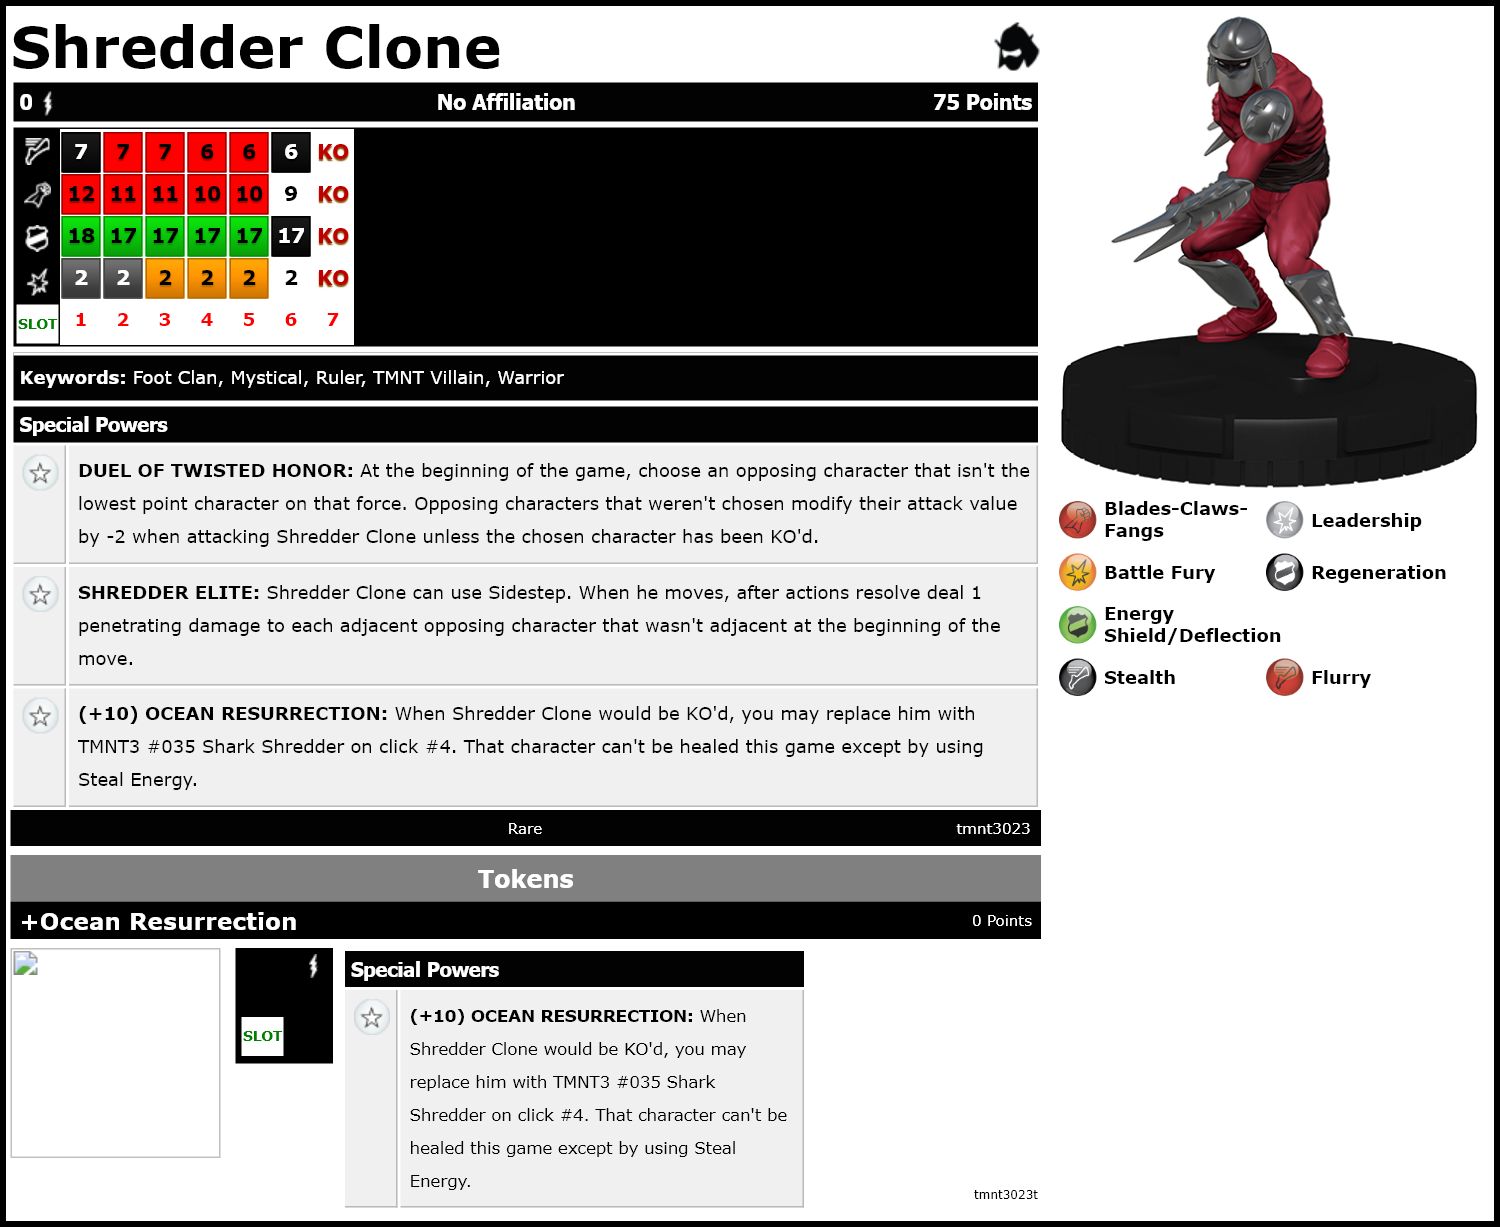 Shredder Clone
0 No Affiliation 75 Points
7 7 7 6 6 6 KO
12 11 11 10 10 9 KO
18 17 17 17 17 17 KO
2 2 2 2 2 2 KO
SLOT 1 2 3 4 5 6 7
Keywords: Foot Clan, Mystical, Ruler, TMNT Villain, Warrior
Special Powers
DUEL OF TWISTED HONOR: At the beginning of the game, choose an opposing character that isn't the
lowest point character on that force. Opposing characters that weren't chosen modify their attack value
by -2 when attacking Shredder Clone unless the chosen character has been KO'd.
SHREDDER ELITE: Shredder Clone can use Sidestep. When he moves, after actions resolve deal 1
penetrating damage to each adjacent opposing character that wasn't adjacent at the beginning of the
move.
(+10) OCEAN RESURRECTION: When Shredder Clone would be KO'd, you may replace him with
TMNT3 #035 Shark Shredder on click #4. That character can't be healed this game except by using
Steal Energy.
Rare tmnt3023
Blades-Claws-
Fangs
Leadership
Battle Fury
Regeneration
Energy
Shield/Deflection
Stealth
Flurry
Tokens
+Ocean Resurrection 0 Points
SLOT
Special Powers
(+10) OCEAN RESURRECTION: When
Shredder Clone would be KO'd, you may
replace him with TMNT3 #035 Shark
Shredder on click #4. That character can't be
healed this game except by using Steal
Energy.
tmnt3023t